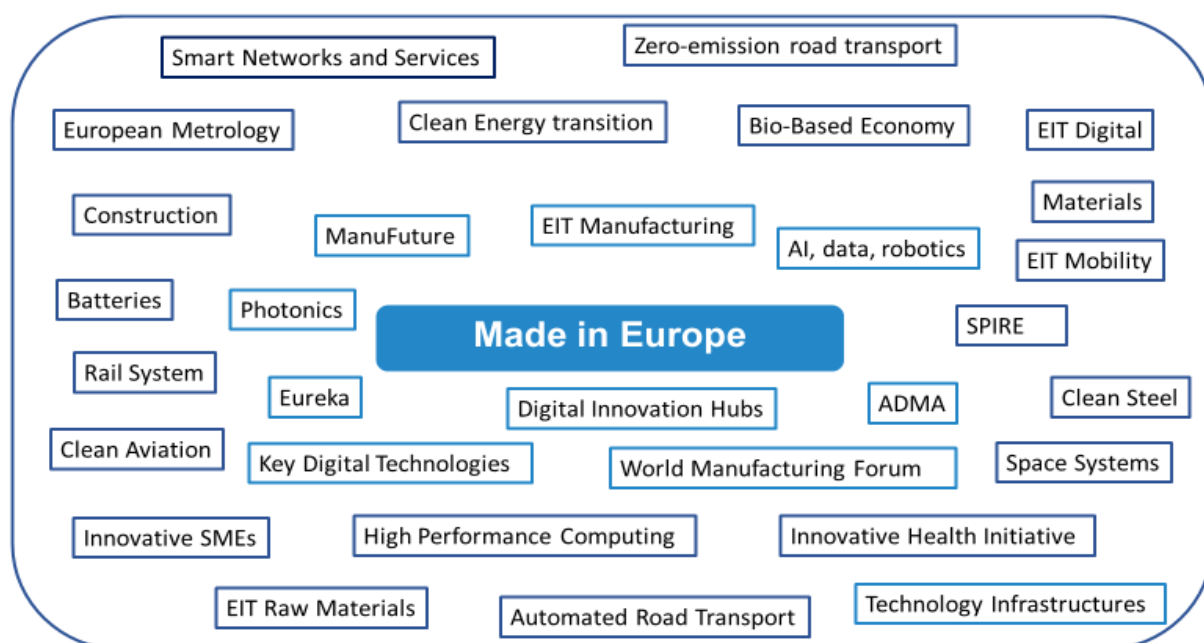 Smart Networks and Services
Zero-emission road transport
European Metrology
Clean Energy transition
Bio-Based Economy
EIT Digital
Construction
ManuFuture
EIT Manufacturing
AI, data, robotics
Materials
EIT Mobility
Batteries
Photonics
Made in Europe
SPIRE
Rail System
Eureka
Digital Innovation Hubs
ADMA
Clean Steel
Clean Aviation
Key Digital Technologies
World Manufacturing Forum
Space Systems
Innovative SMEs
High Performance Computing
Innovative Health Initiative
EIT Raw Materials
Automated Road Transport
Technology Infrastructures